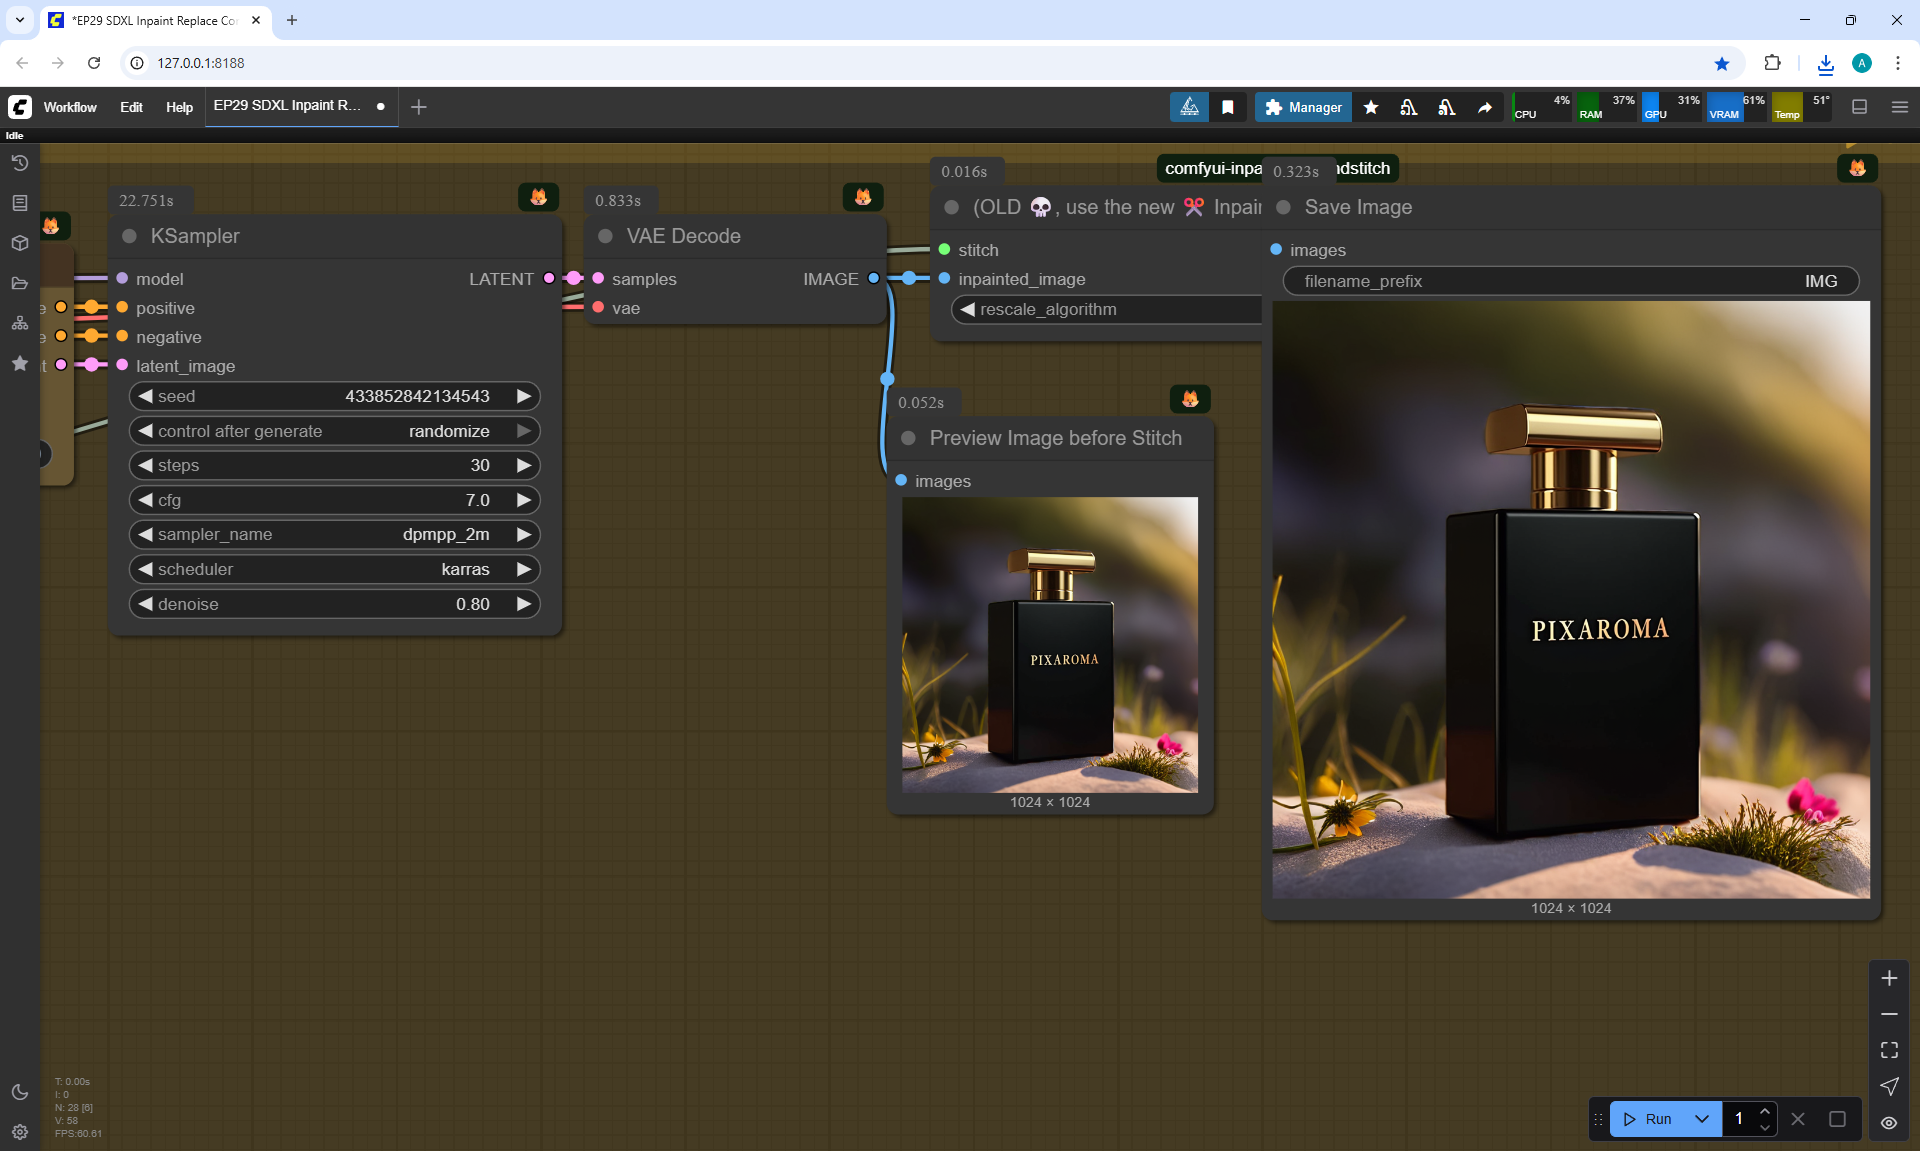 *EP29 SDXL Inpaint Replace Co
127.0.0.1:8188
Workflow
Edit
Help
EP29 SDXL Inpaint R...
Manager
CPU
4%
RAM
37%
GPU
31%
VRAM
61%
Temp
51°
Idle
22.751s
KSampler
model
LATENT
positive
negative
latent_image
seed
433852842134543
control after generate
randomize
steps
30
cfg
7.0
sampler_name
dpmpp_2m
scheduler
karras
denoise
0.80
0.833s
VAE Decode
samples
IMAGE
vae
0.016s
comfyui-inpa
ndstitch
(OLD 💀, use the new ✂ Inpain
stitch
inpainted_image
rescale_algorithm
0.052s
Preview Image before Stitch
images
PIXAROMA
1024 × 1024
0.323s
Save Image
images
filename_prefix
IMG
PIXAROMA
1024 × 1024
T: 0.00s
I: 0
N: 28 [6]
V: 58
FPS:60.61
Run
1
A